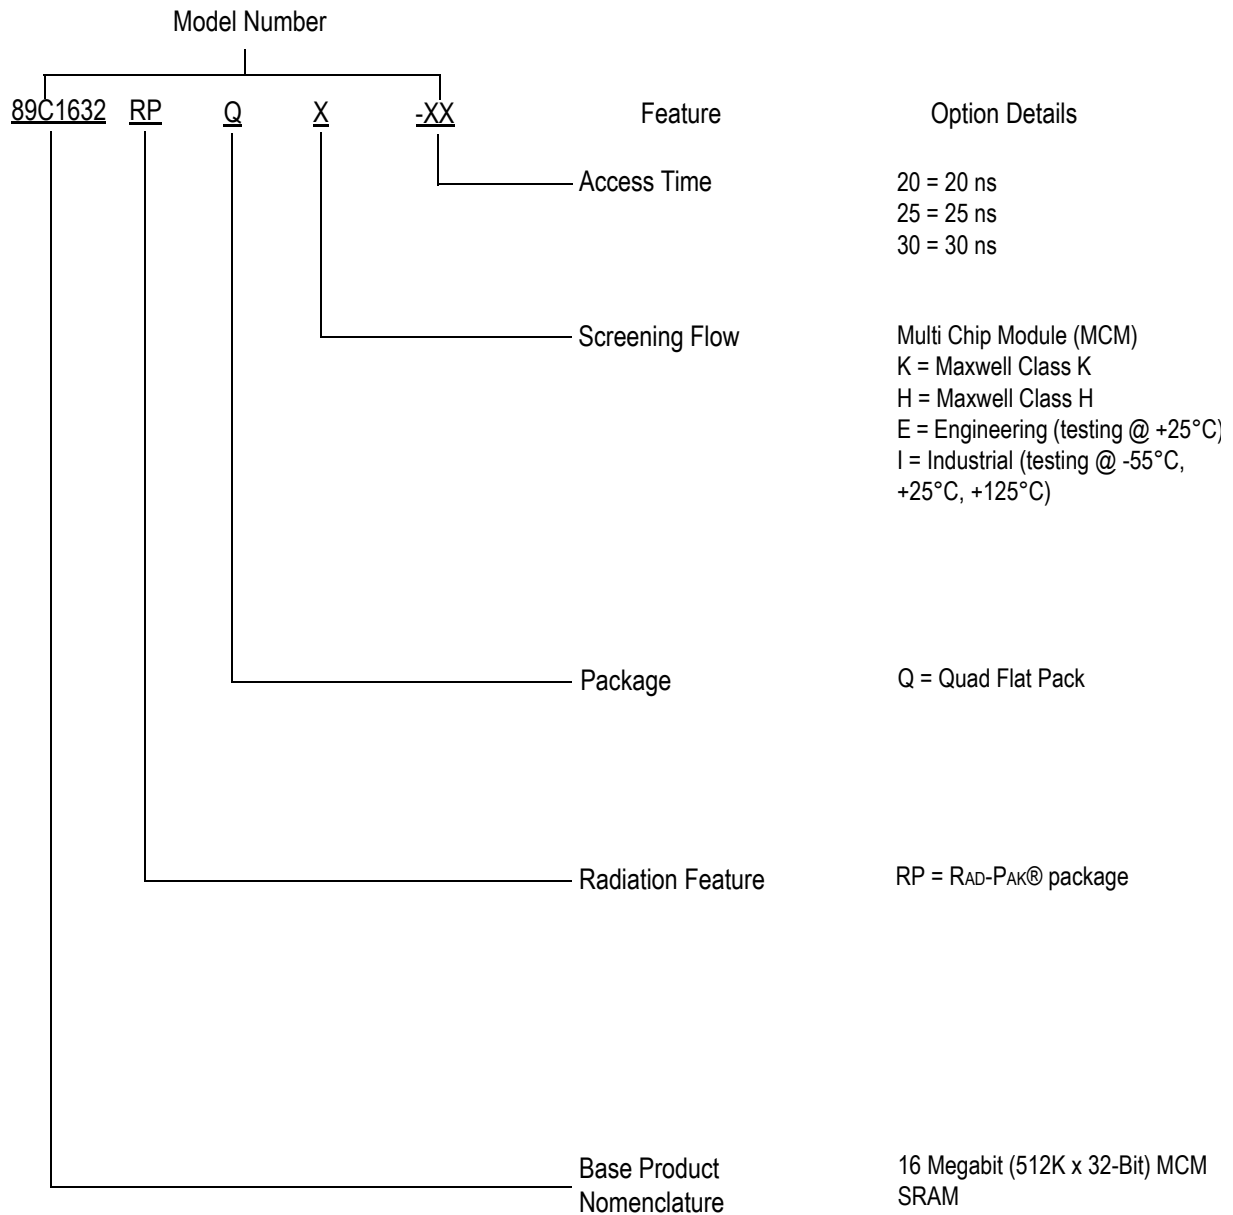 Model Number
89C1632 RP Q X -XX Feature Option Details
Access Time 20 = 20 ns
25 = 25 ns
30 = 30 ns
Screening Flow Multi Chip Module (MCM)
K = Maxwell Class K
H = Maxwell Class H
E = Engineering (testing @ +25°C)
I = Industrial (testing @ -55°C,
+25°C, +125°C)
Package Q = Quad Flat Pack
Radiation Feature RP = RAD-PAK® package
Base Product 16 Megabit (512K x 32-Bit) MCM
Nomenclature SRAM